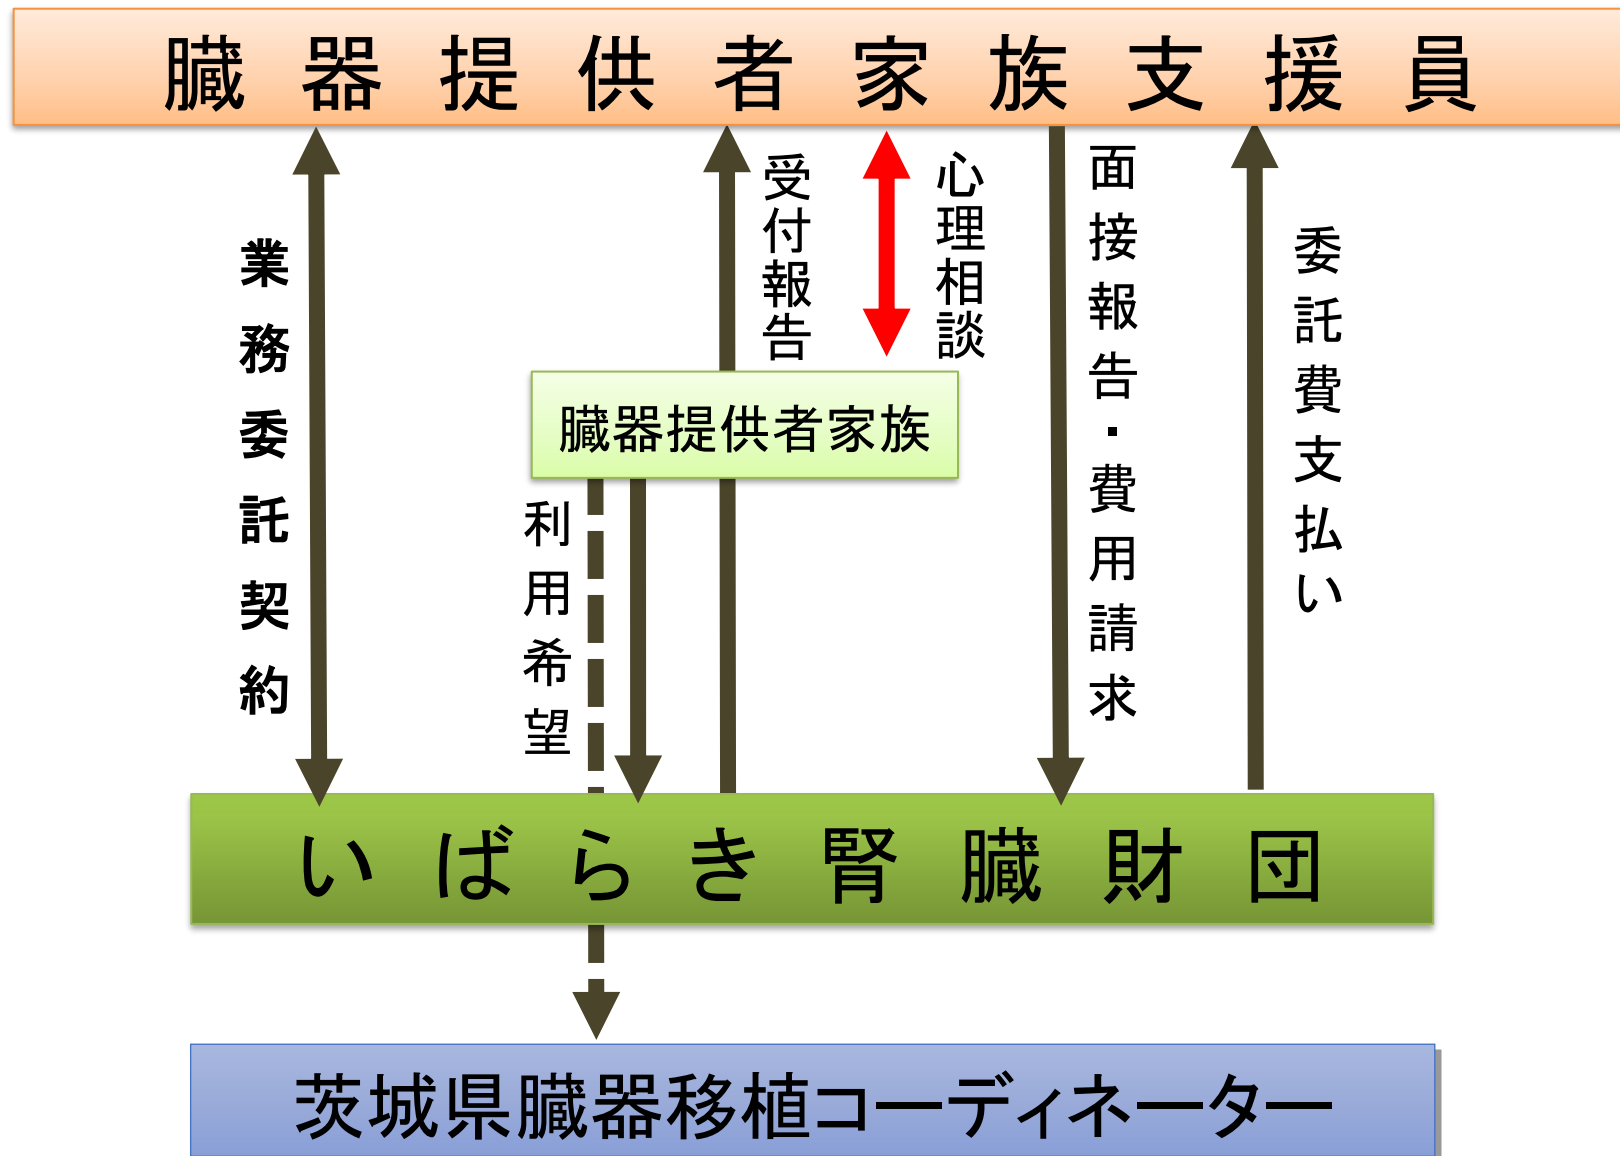 臓器提供者家族支援員
業務委託契約
受付報告
心理相談
面接報告・費用請求
委託費支払い
臓器提供者家族
利用希望
いばらき腎臓財団
茨城県臓器移植コーディネーター